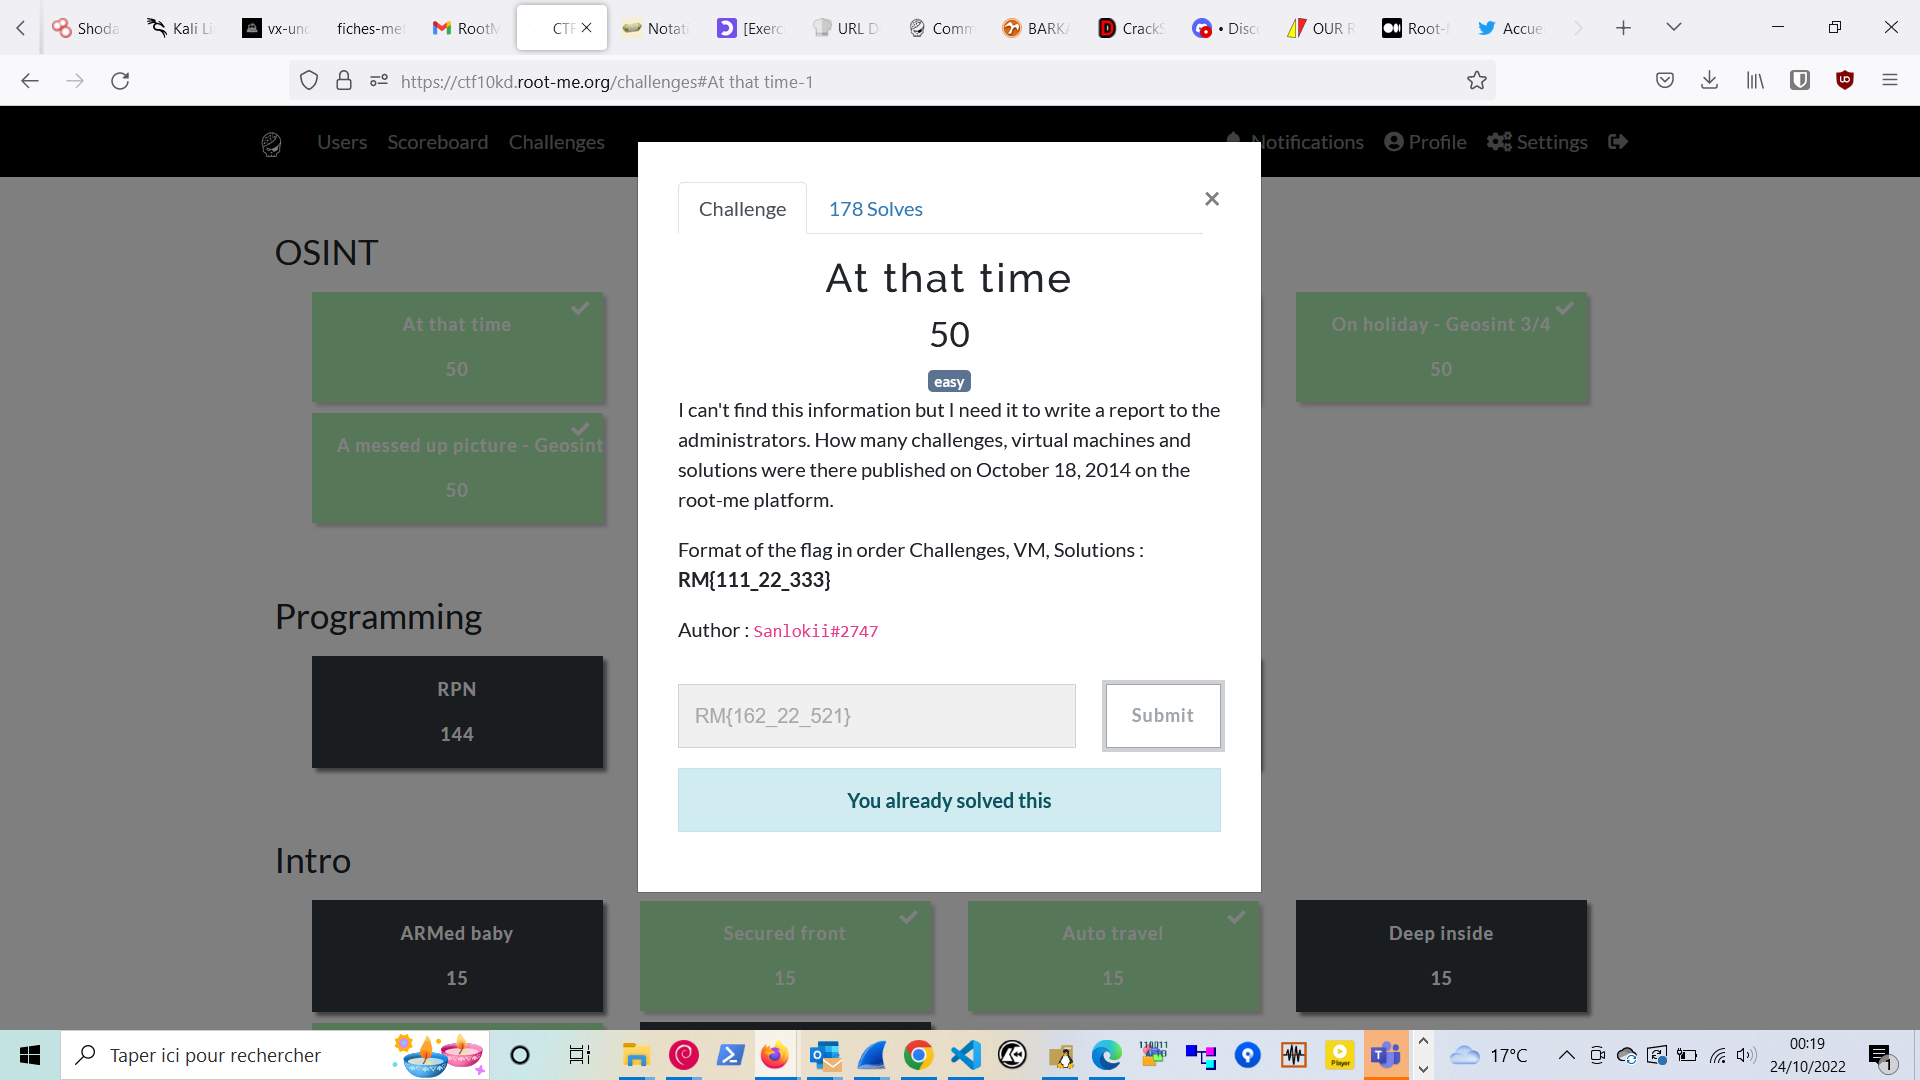 Shoda
Kali Li
vx-und
fiches-met
RootM
CTF
Notati
[Exerc
URL D
Comm
BARKA
CrackS
• Disc
OUR R
Root-
Accue
https://ctf10kd.root-me.org/challenges#At that time-1
Users
Scoreboard
Challenges
Notifications
Profile
Settings
Challenge
178 Solves
×
At that time
50
easy
I can't find this information but I need it to write a report to the
administrators. How many challenges, virtual machines and
solutions were there published on October 18, 2014 on the
root-me platform.
Format of the flag in order Challenges, VM, Solutions :
RM{111_22_333}
Author : Sanlokii#2747
RM{162_22_521}
Submit
You already solved this
OSINT
At that time
50
On holiday - Geosint 3/4
50
A messed up picture - Geosint
50
Programming
RPN
144
Intro
ARMed baby
15
Secured front
15
Auto travel
15
Deep inside
15
Taper ici pour rechercher
17°C
00:19
24/10/2022
1